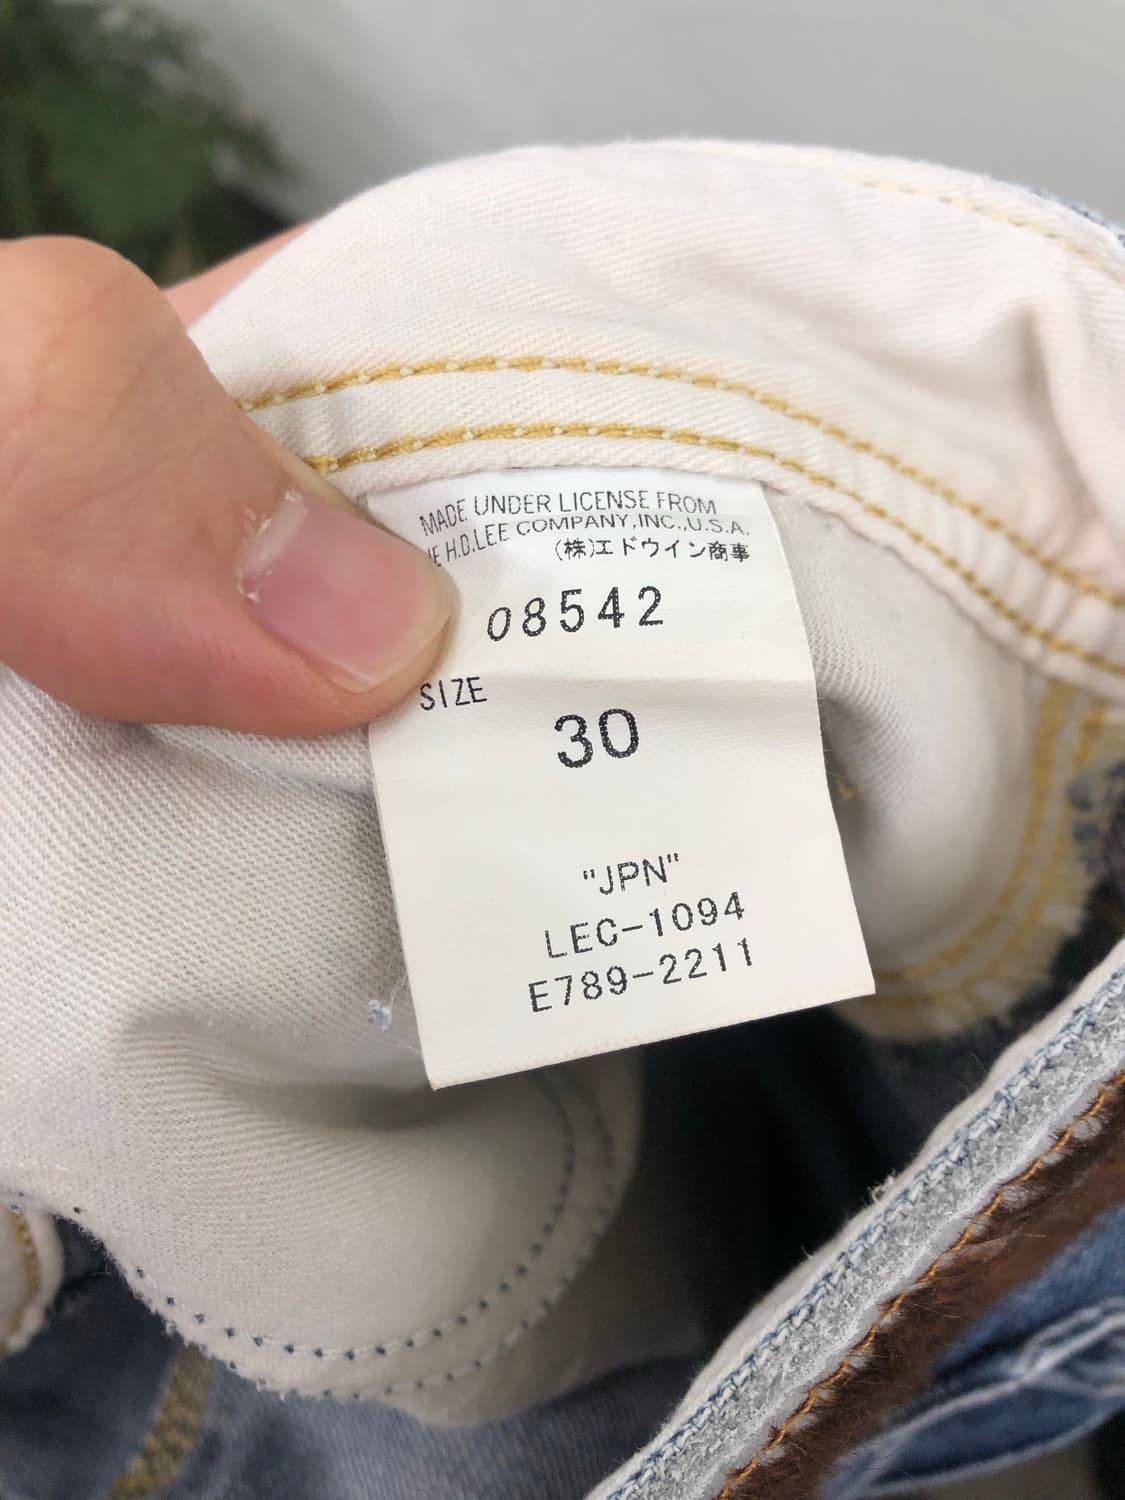 MADE UNDER LICENSE FROM
H.D.LEE COMPANY,INC.,U.S.A.
(株)エドウイン商事
08542
SIZE
30
"JPN"
LEC-1094
E789-2211